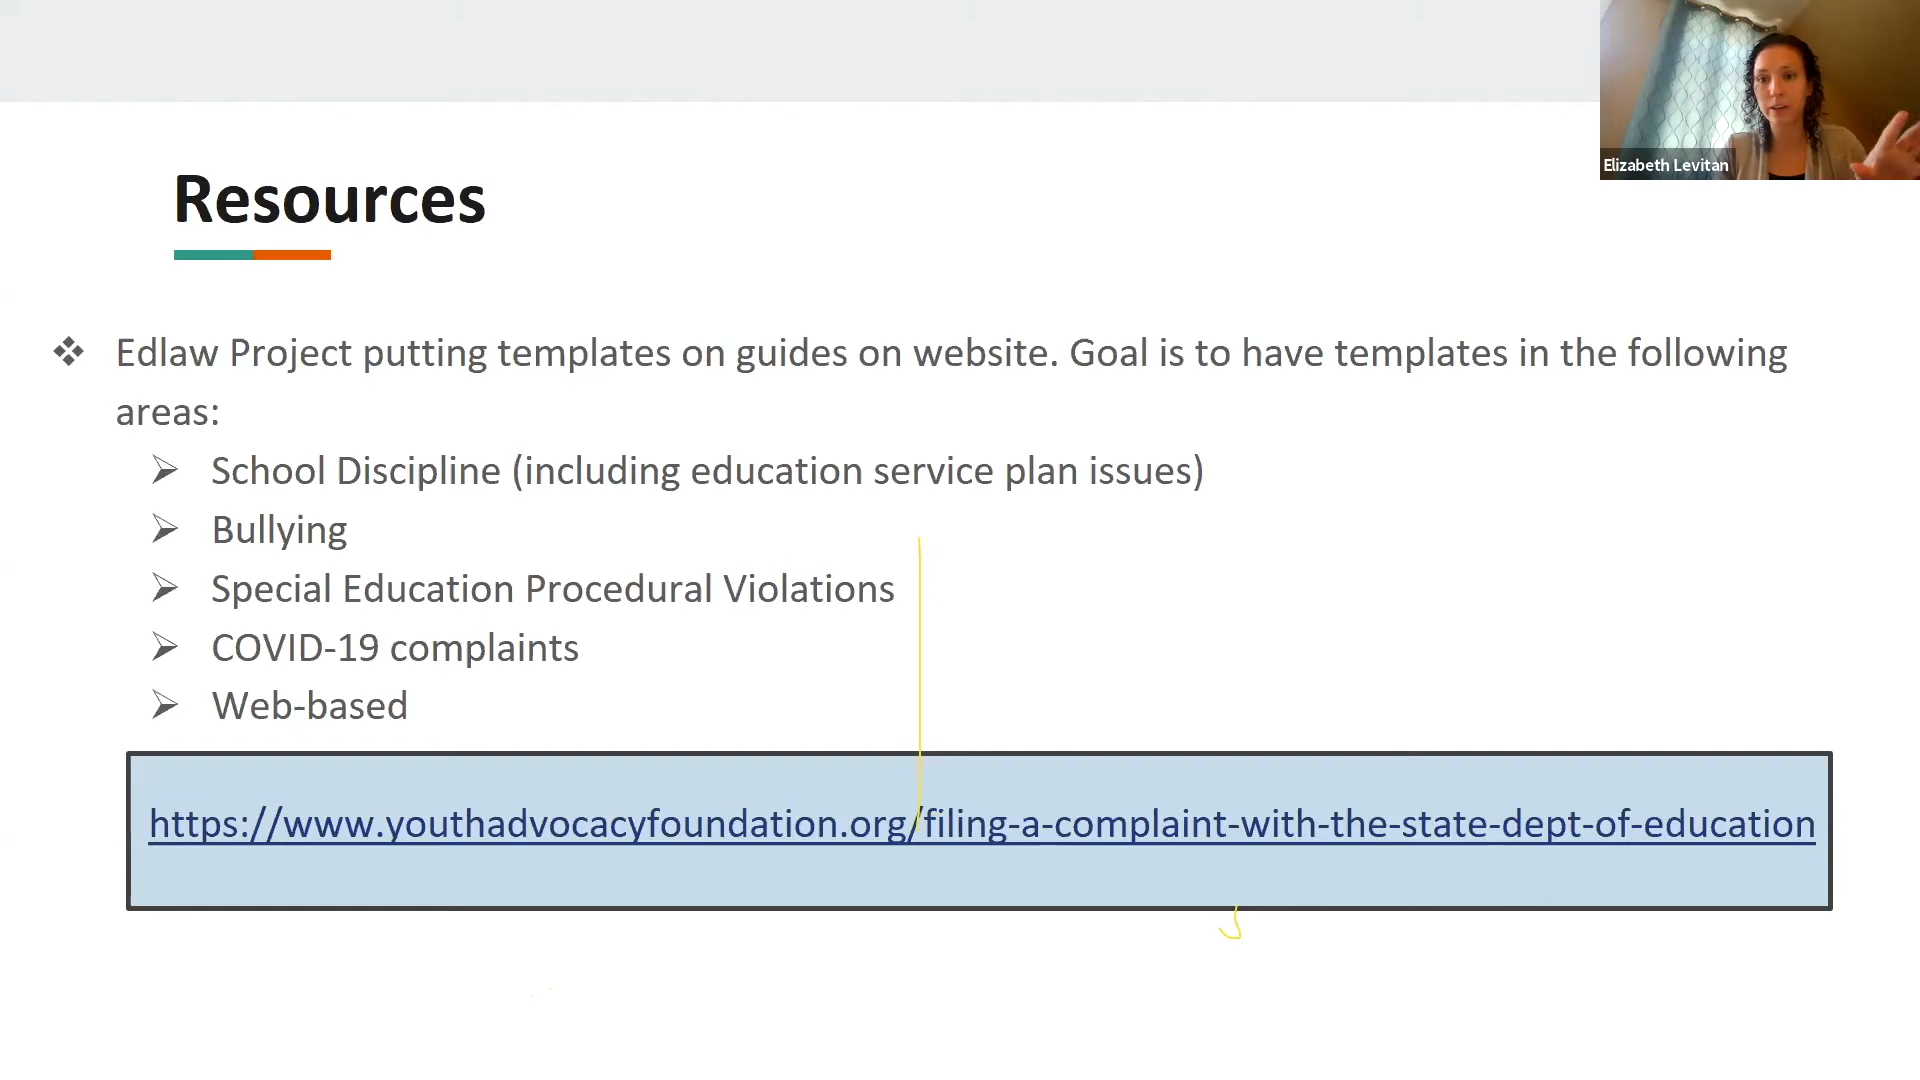 Elizabeth Levitan
Resources
❖ Edlaw Project putting templates on guides on website. Goal is to have templates in the following
areas:
➢ School Discipline (including education service plan issues)
➢ Bullying
➢ Special Education Procedural Violations
➢ COVID-19 complaints
➢ Web-based
https://www.youthadvocacyfoundation.org/filing-a-complaint-with-the-state-dept-of-education